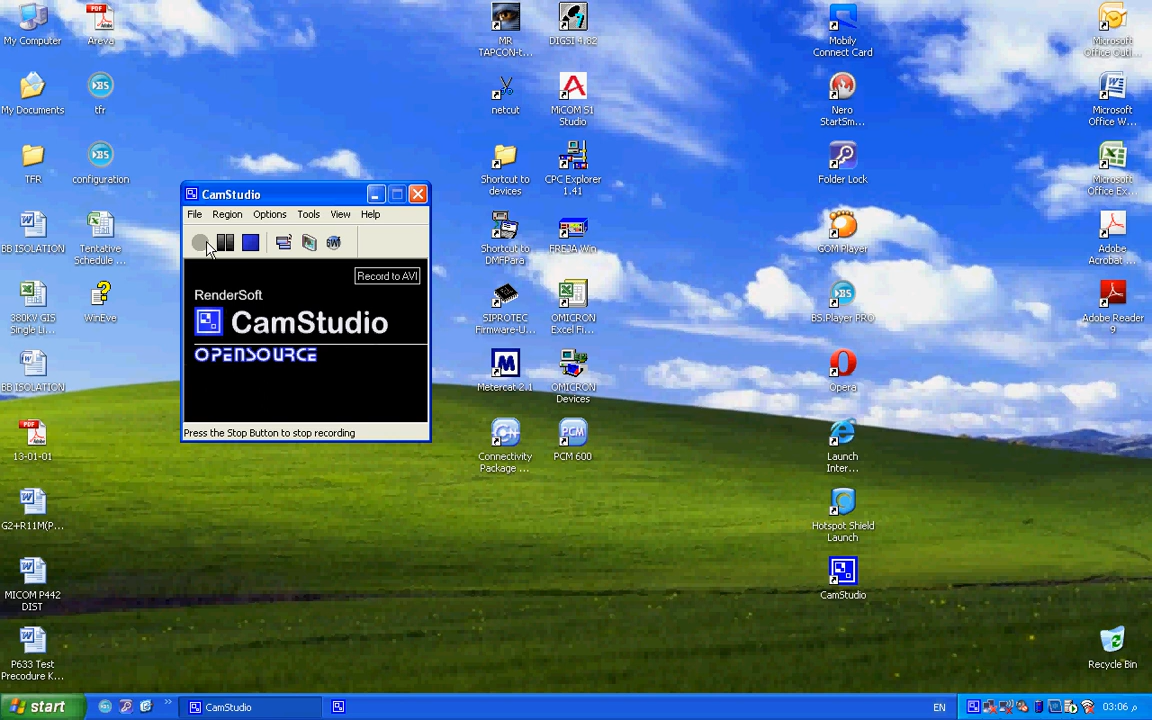 My Computer
My Documents
TFR
BB ISOLATION
380KV GIS
Single Li...
BB ISOLATION
13-01-01
G2+R11M(P...
MICOM P442
DIST
P633 Test
Precodure K...
Areva
tfr
configuration
Tentative
Schedule ...
WinEve
CamStudio
File Region Options Tools View Help
Record to AVI
RenderSoft
CamStudio
OPENSOURCE
Press the Stop Button to stop recording
MR
TAPCON-t...
netcut
Shortcut to
devices
Shortcut to
DMFPara
SIPROTEC
Firmware-U...
Metercat 2.1
Connectivity
Package ...
DIGSI 4.82
MiCOM S1
Studio
CPC Explorer
1.41
FREJA Win
OMICRON
Excel Fi...
OMICRON
Devices
PCM
PCM 600
Mobily
Connect Card
Nero
StartSm...
Folder Lock
GOM Player
BS.Player PRO
Opera
Launch
Inter...
Hotspot Shield
Launch
CamStudio
Microsoft
Office Outl...
Microsoft
Office W...
Microsoft
Office Ex...
Adobe
Acrobat ...
Adobe Reader
9
Recycle Bin
start
CamStudio
EN
03:06 م